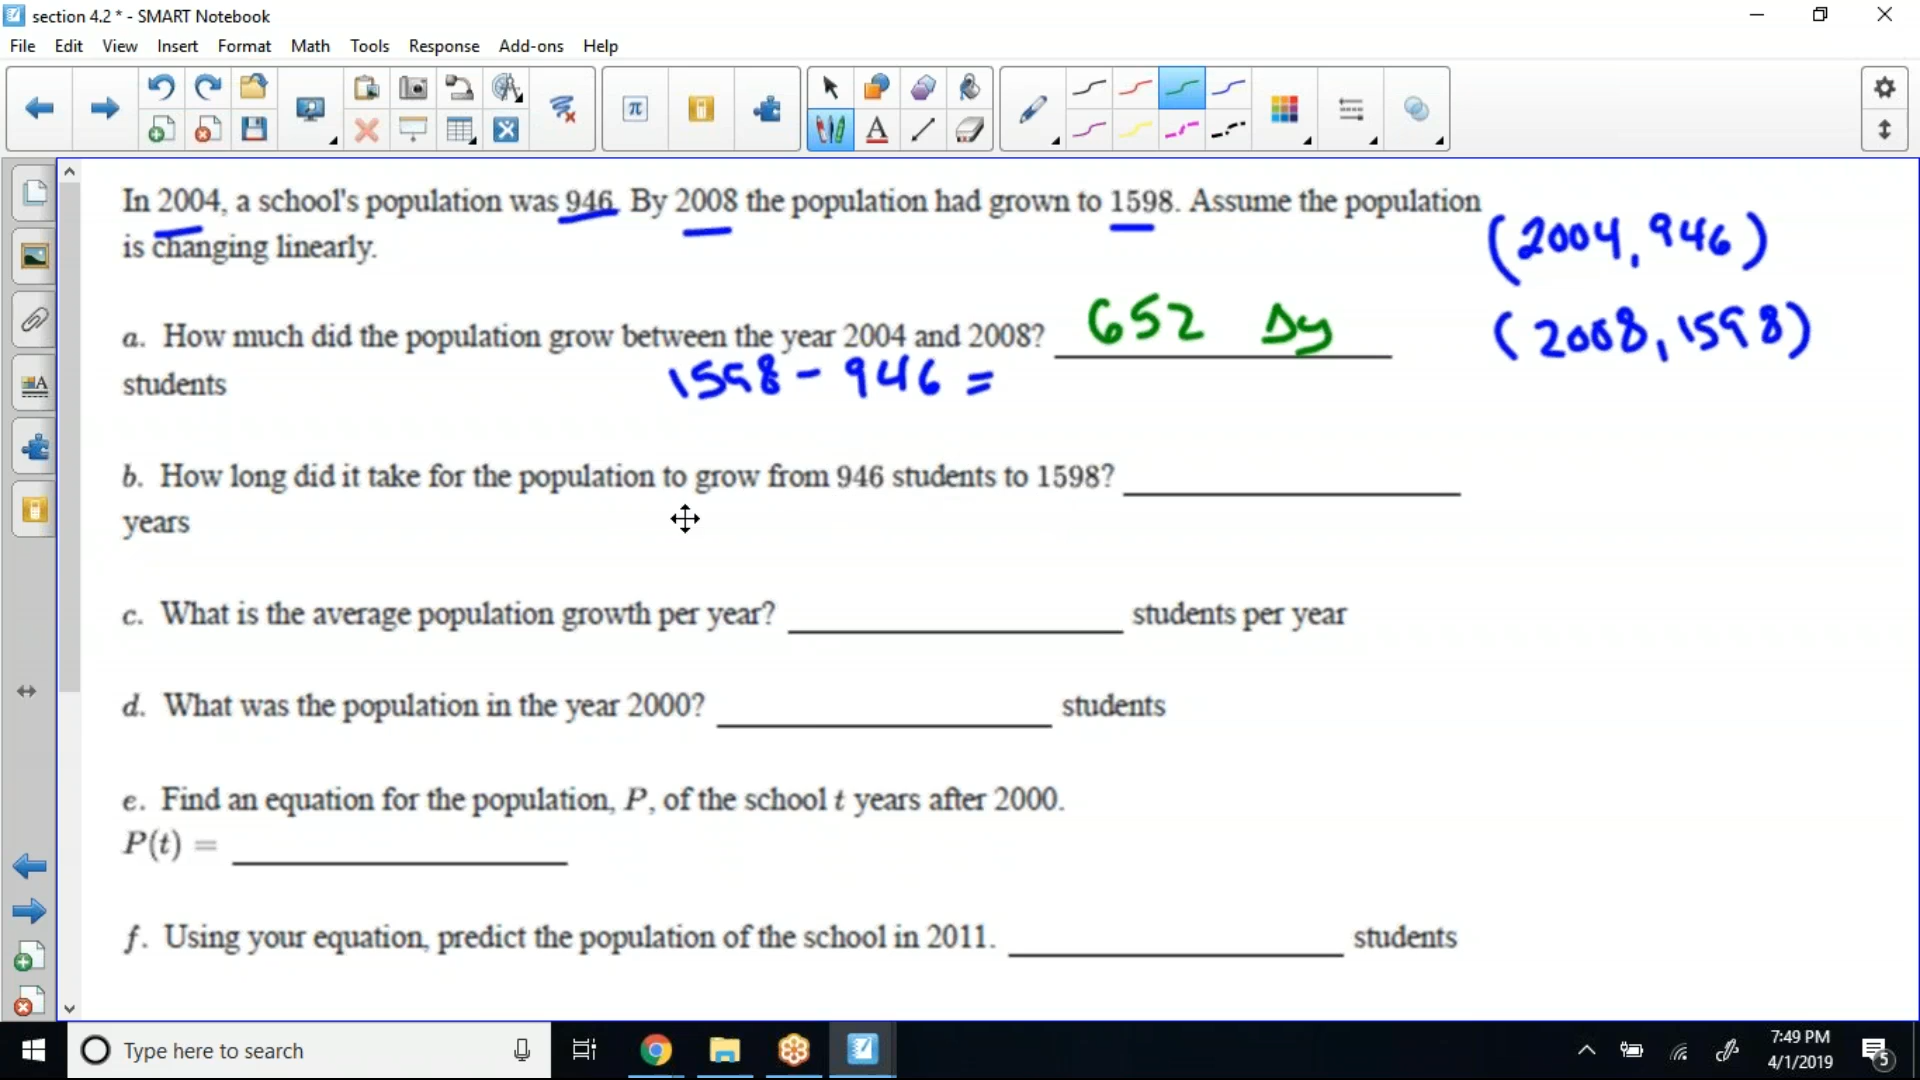 section 4.2 * - SMART Notebook
File Edit View Insert Format Math Tools Response Add-ons Help
In 2004, a school's population was 946. By 2008 the population had grown to 1598. Assume the population
is changing linearly.
(2004, 946)
(2008, 1598)
a. How much did the population grow between the year 2004 and 2008? 652 Δy
students
1598 - 946 =
b. How long did it take for the population to grow from 946 students to 1598?
years
c. What is the average population growth per year? students per year
d. What was the population in the year 2000? students
e. Find an equation for the population, P, of the school t years after 2000.
P(t) =
f. Using your equation, predict the population of the school in 2011. students
Type here to search
7:49 PM
4/1/2019
5